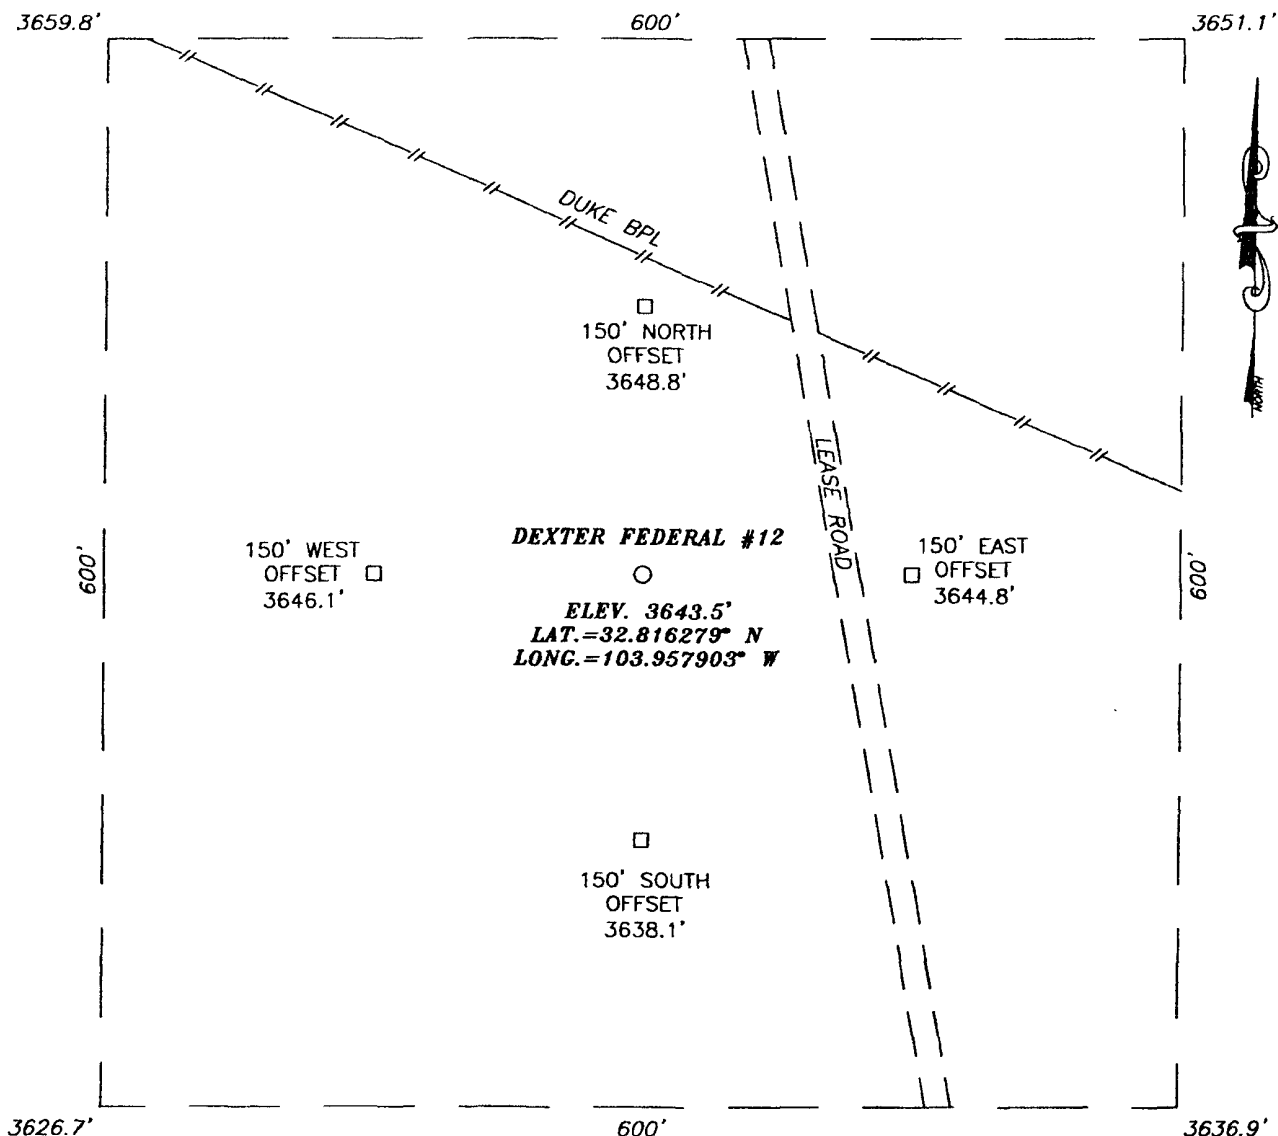 3659.8'
600'
3651.1'
DUKE BPL
NORTH
150' NORTH
OFFSET
3648.8'
LEASE ROAD
600'
150' WEST
OFFSET
3646.1'
DEXTER FEDERAL #12
ELEV. 3643.5'
LAT.=32.816279° N
LONG.=103.957903° W
150' EAST
OFFSET
3644.8'
600'
150' SOUTH
OFFSET
3638.1'
3626.7'
600'
3636.9'